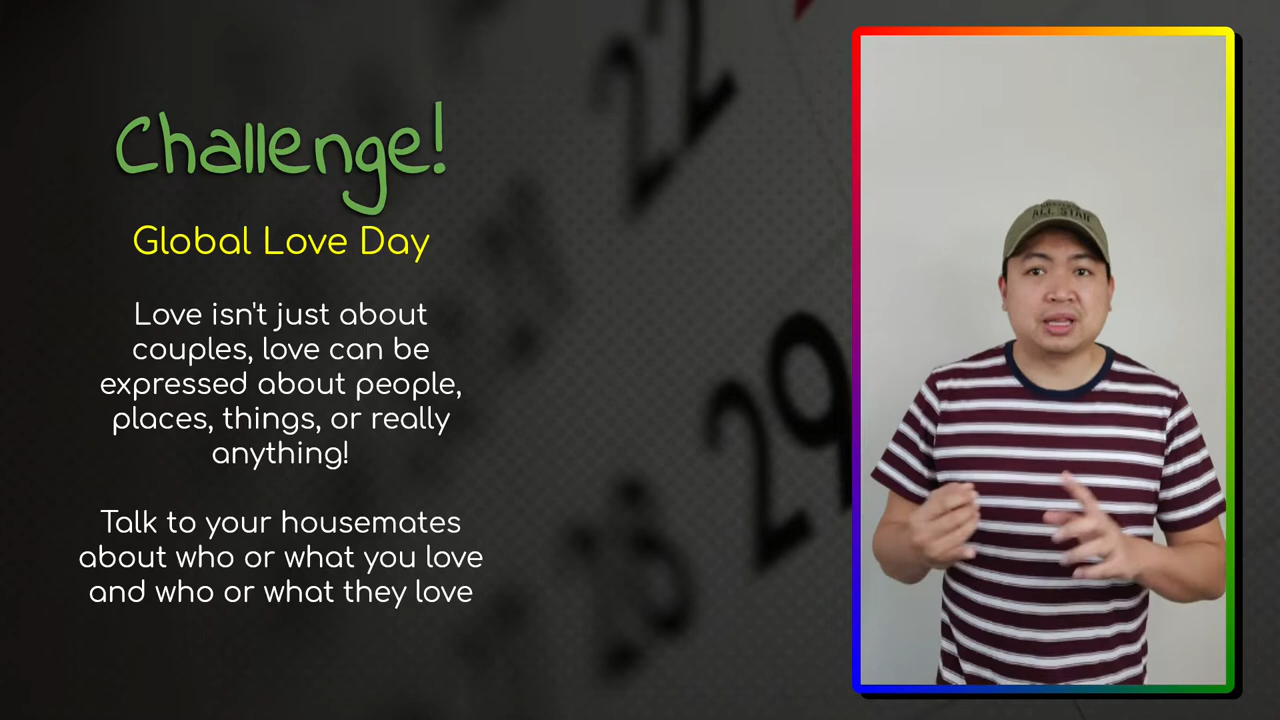 Challenge!
Global Love Day
Love isn't just about
couples, love can be
expressed about people,
places, things, or really
anything!
Talk to your housemates
about who or what you love
and who or what they love
22
29
ALL STAR